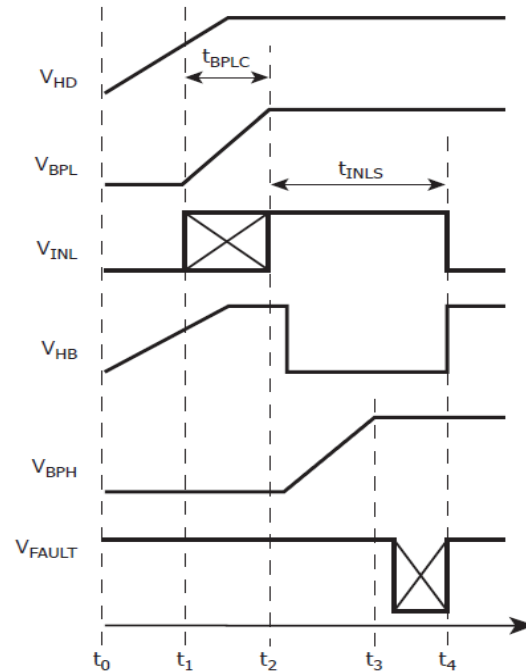 V_HD
t_BPLC
V_BPL
t_INLS
V_INL
V_HB
V_BPH
V_FAULT
t_0 t_1 t_2 t_3 t_4